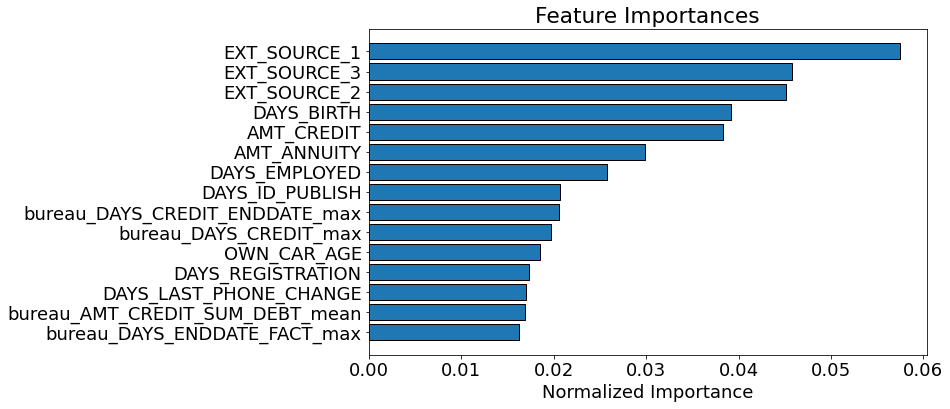 Feature Importances
EXT_SOURCE_1
EXT_SOURCE_3
EXT_SOURCE_2
DAYS_BIRTH
AMT_CREDIT
AMT_ANNUITY
DAYS_EMPLOYED
DAYS_ID_PUBLISH
bureau_DAYS_CREDIT_ENDDATE_max
bureau_DAYS_CREDIT_max
OWN_CAR_AGE
DAYS_REGISTRATION
DAYS_LAST_PHONE_CHANGE
bureau_AMT_CREDIT_SUM_DEBT_mean
bureau_DAYS_ENDDATE_FACT_max
0.00 0.01 0.02 0.03 0.04 0.05 0.06
Normalized Importance